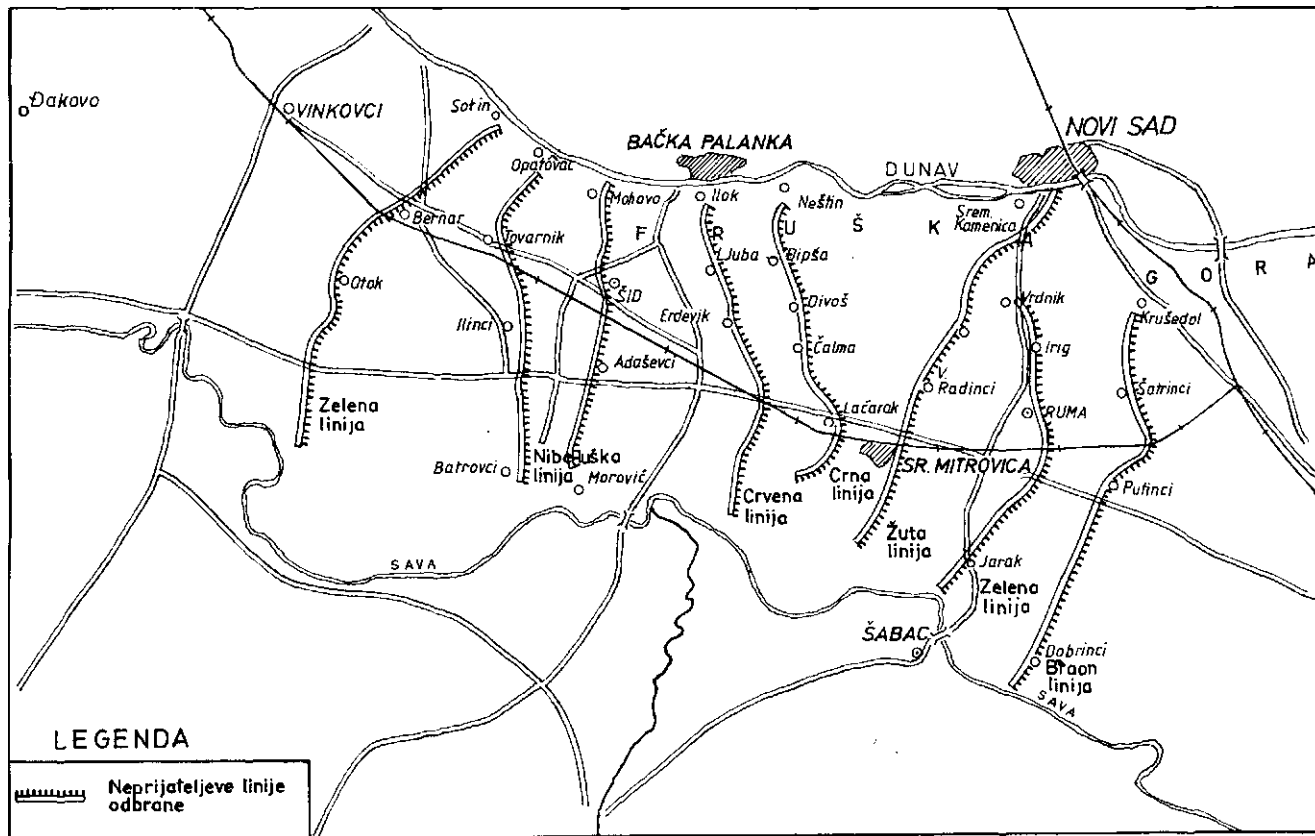 Đakovo
VINKOVCI
Sotin
BAČKA PALANKA
NOVI SAD
Opatovac
DUNAV
Mohovo
Ilok
Neštin
Srem.
Kamenica
Bernar
Tovarnik
F R U Š K A
G O R A
Ljuba
Bipša
Otok
ŠID
Erdevik
Divoš
Vrdnik
Krušedol
Ilinci
Čalma
Irig
Adaševci
V.
Radinci
Šatrinci
Zelena
linija
Laćarak
RUMA
Batrovci
Nibeluška
linija
Morović
SR. MITROVICA
Crvena
linija
Crna
linija
Putinci
Žuta
linija
SAVA
Jarak
Zelena
linija
ŠABAC
Dobrinci
Braon
linija
SAVA
LEGENDA
Neprijateljeve linije
odbrane